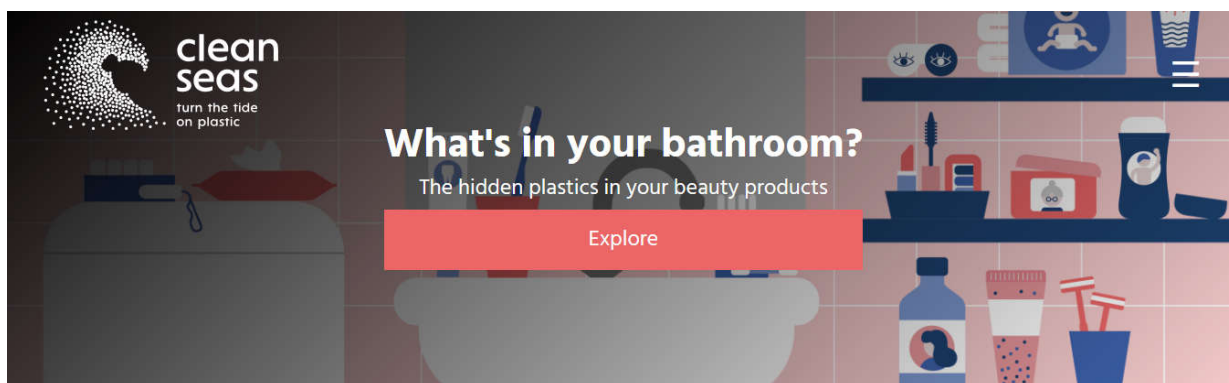 clean
seas
turn the tide
on plastic
What's in your bathroom?
The hidden plastics in your beauty products
Explore